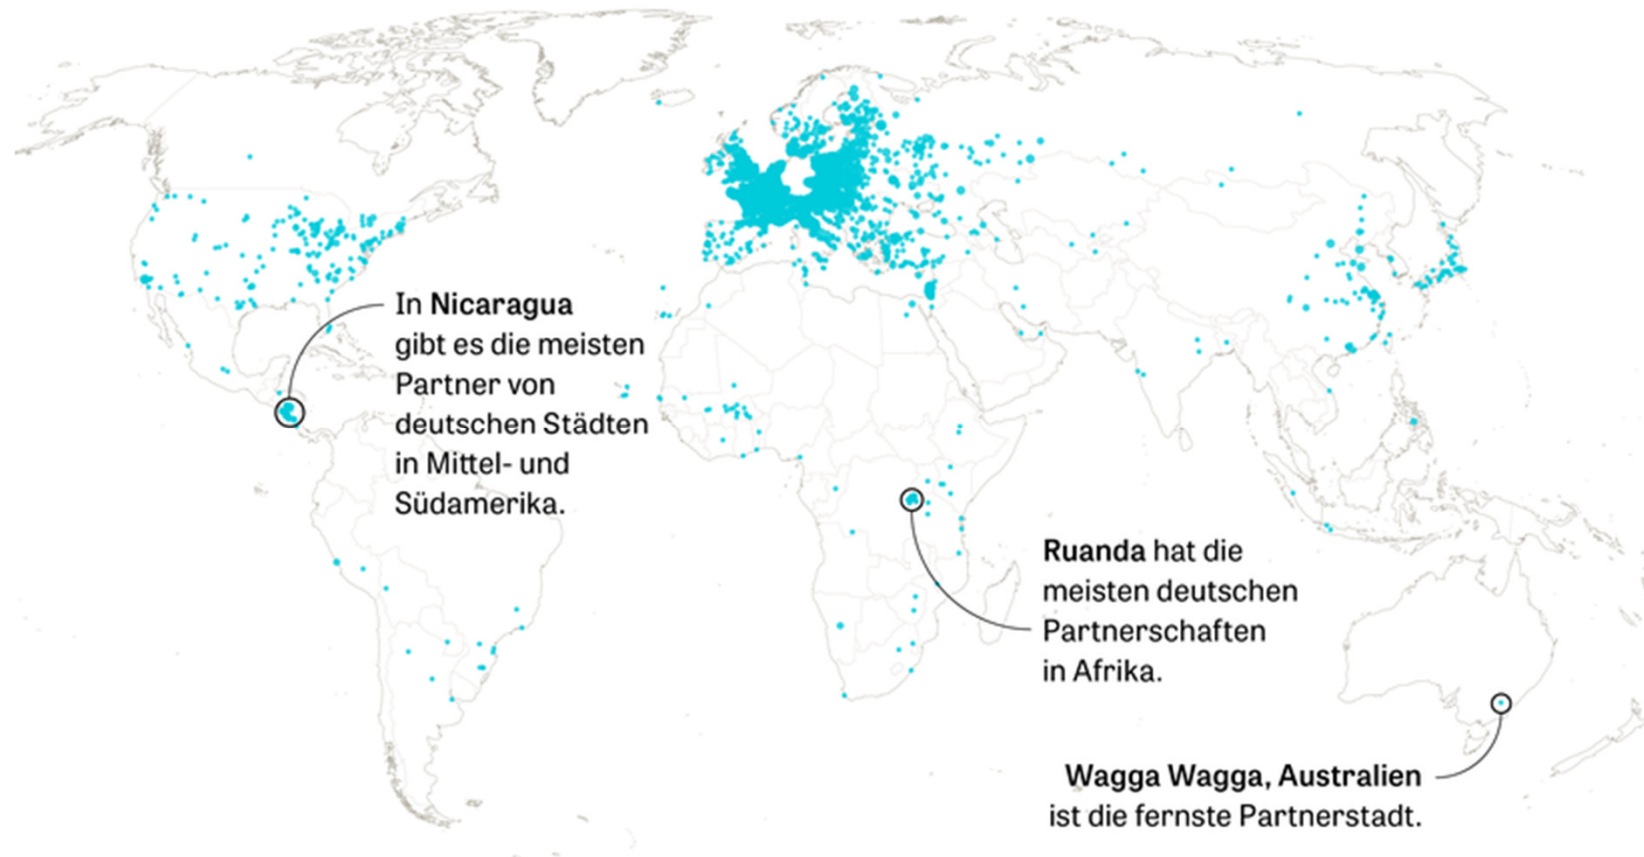 In Nicaragua
gibt es die meisten
Partner von
deutschen Städten
in Mittel- und
Südamerika.
Ruanda hat die
meisten deutschen
Partnerschaften
in Afrika.
Wagga Wagga, Australien
ist die fernste Partnerstadt.